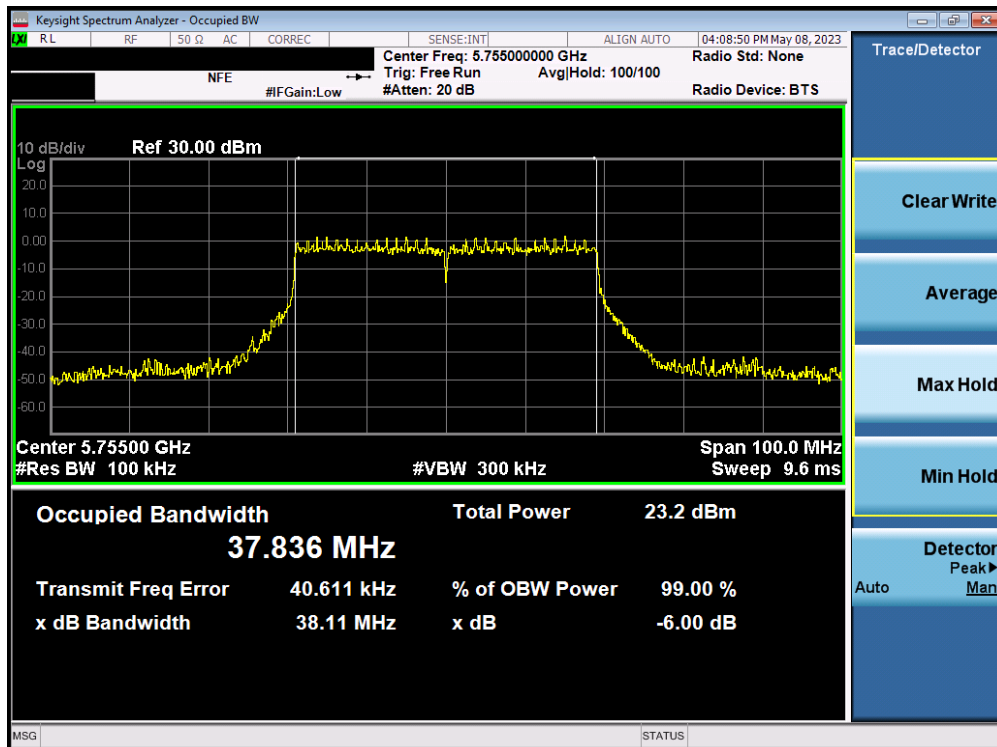 Keysight Spectrum Analyzer - Occupied BW
LXI RL RF 50 Ω AC CORREC SENSE:INT ALIGN AUTO 04:08:50 PM May 08, 2023
Center Freq: 5.755000000 GHz Radio Std: None
NFE Trig: Free Run Avg|Hold: 100/100
#IFGain:Low #Atten: 20 dB Radio Device: BTS
10 dB/div Ref 30.00 dBm
Log
20.0
10.0
0.00
-10.0
-20.0
-30.0
-40.0
-50.0
-60.0
Center 5.75500 GHz Span 100.0 MHz
#Res BW 100 kHz #VBW 300 kHz Sweep 9.6 ms
Occupied Bandwidth Total Power 23.2 dBm
37.836 MHz
Transmit Freq Error 40.611 kHz % of OBW Power 99.00 %
x dB Bandwidth 38.11 MHz x dB -6.00 dB
MSG STATUS
Trace/Detector
Clear Write
Average
Max Hold
Min Hold
Detector
Peak▶
Auto Man